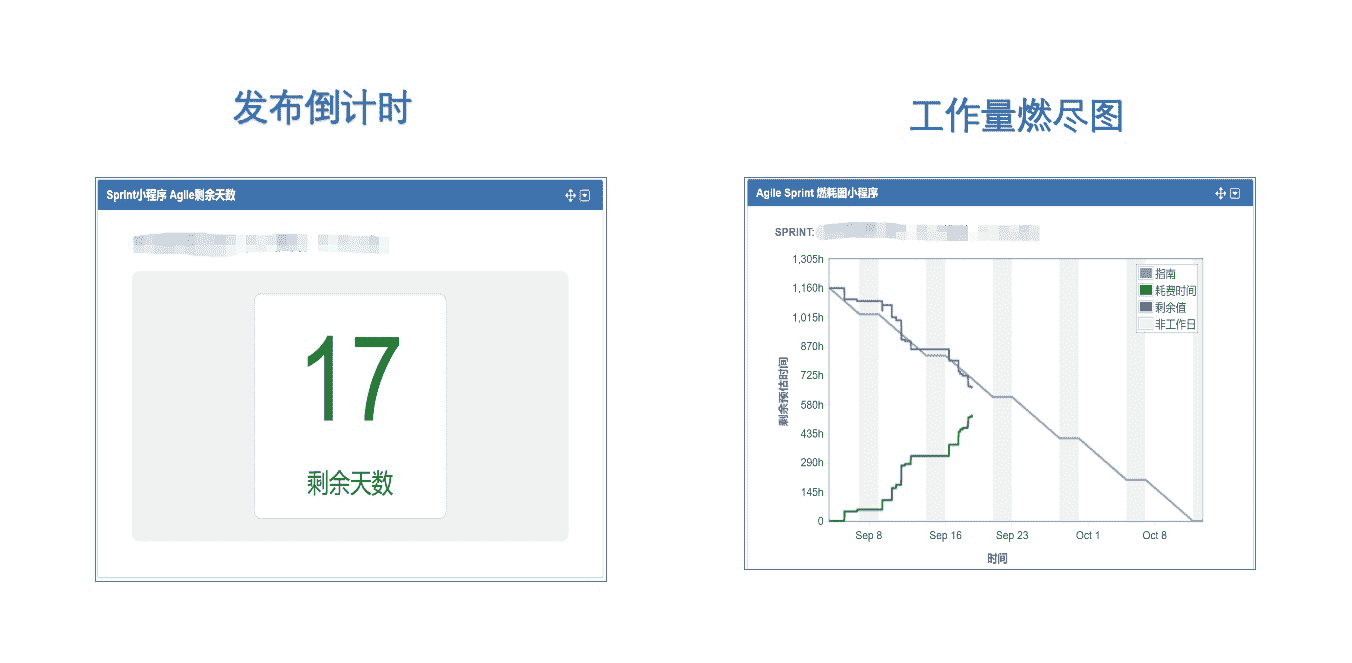 发布倒计时
工作量燃尽图
Sprint小程序 Agile剩余天数
17
剩余天数
Agile Sprint 燃耗图小程序
SPRINT:
1,305h
1,160h
1,015h
870h
725h
580h
435h
290h
145h
0
剩余预估时间
指南
耗费时间
剩余值
非工作日
Sep 8
Sep 16
Sep 23
Oct 1
Oct 8
时间